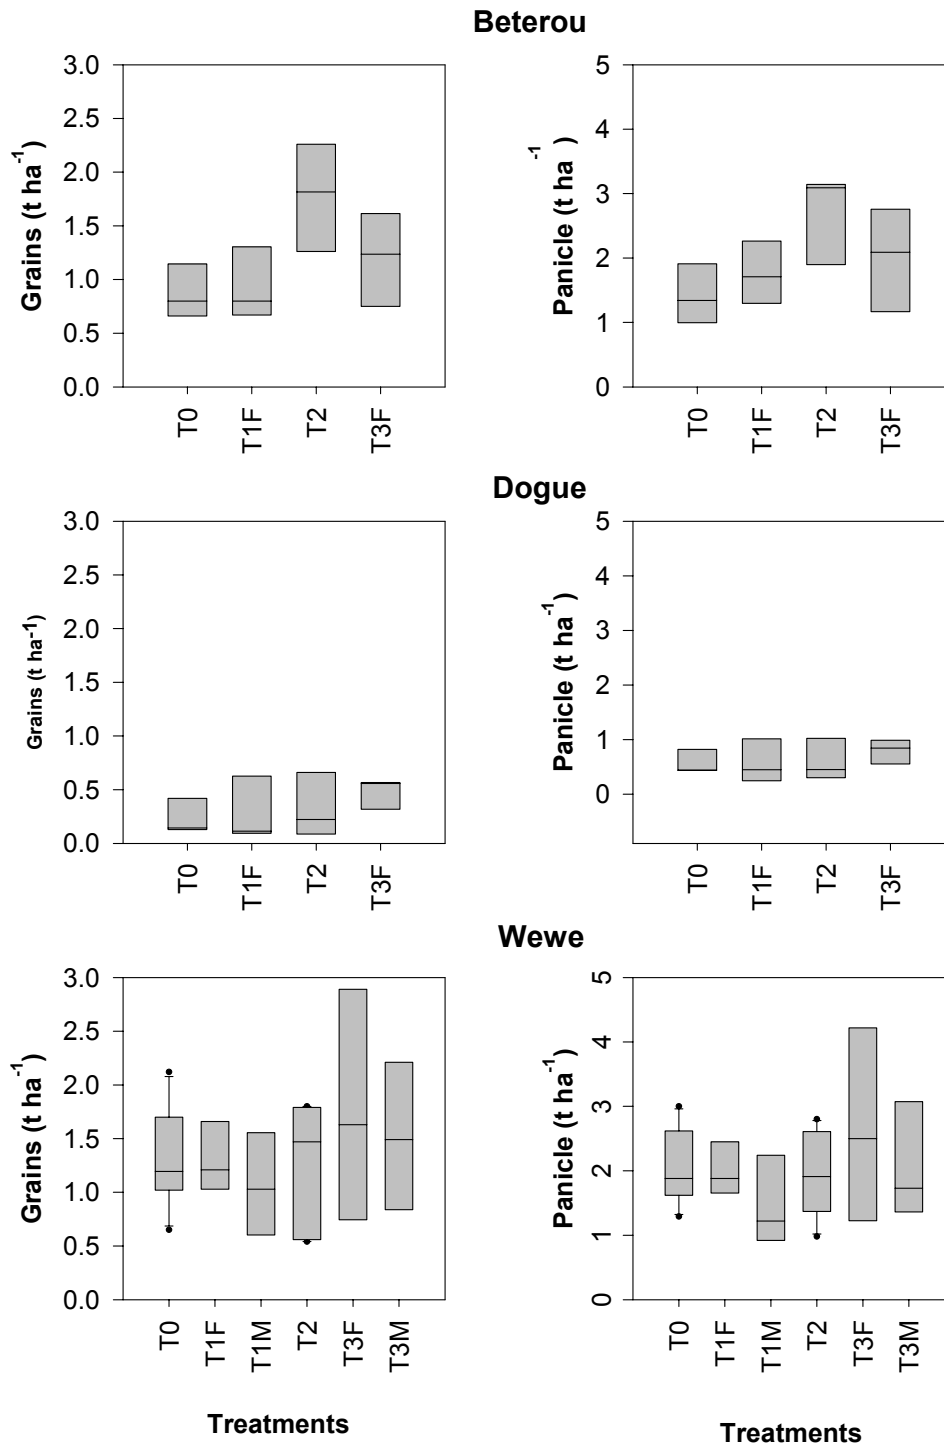 Beterou
Grains (t ha-1)
3.0
2.5
2.0
1.5
1.0
0.5
0.0
T0 T1F T2 T3F
Panicle (t ha-1)
5
4
3
2
1
0
T0 T1F T2 T3F
Dogue
Grains (t ha-1)
3.0
2.5
2.0
1.5
1.0
0.5
0.0
T0 T1F T2 T3F
Panicle (t ha-1)
5
4
3
2
1
0
T0 T1F T2 T3F
Wewe
Grains (t ha-1)
3.0
2.5
2.0
1.5
1.0
0.5
0.0
T0 T1F T1M T2 T3F T3M
Treatments
Panicle (t ha-1)
5
4
3
2
1
0
T0 T1F T1M T2 T3F T3M
Treatments